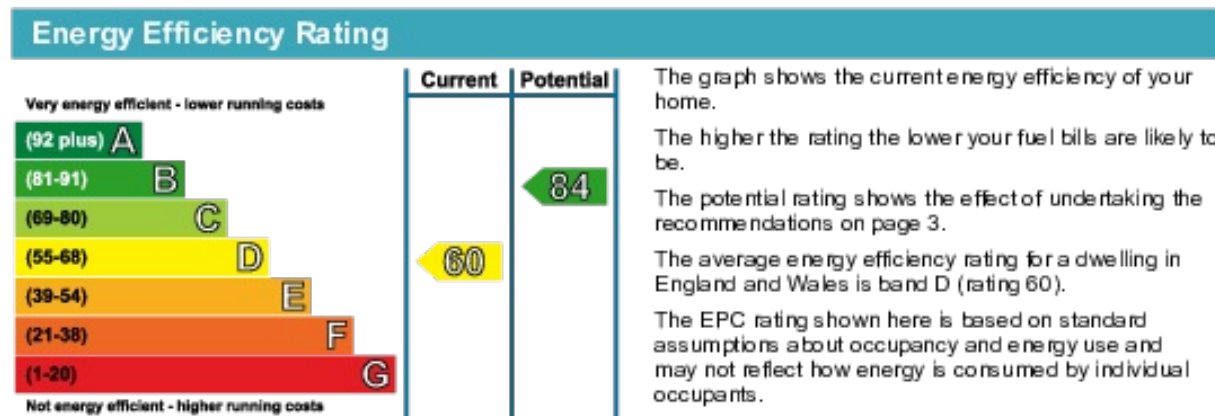 Energy Efficiency Rating
Current Potential
Very energy efficient - lower running costs
(92 plus) A
(81-91) B
84
(69-80) C
(55-68) D
60
(39-54) E
(21-38) F
(1-20) G
Not energy efficient - higher running costs
The graph shows the current energy efficiency of your
home.
The higher the rating the lower your fuel bills are likely to
be.
The potential rating shows the effect of undertaking the
recommendations on page 3.
The average energy efficiency rating for a dwelling in
England and Wales is band D (rating 60).
The EPC rating shown here is based on standard
assumptions about occupancy and energy use and
may not reflect how energy is consumed by individual
occupants.